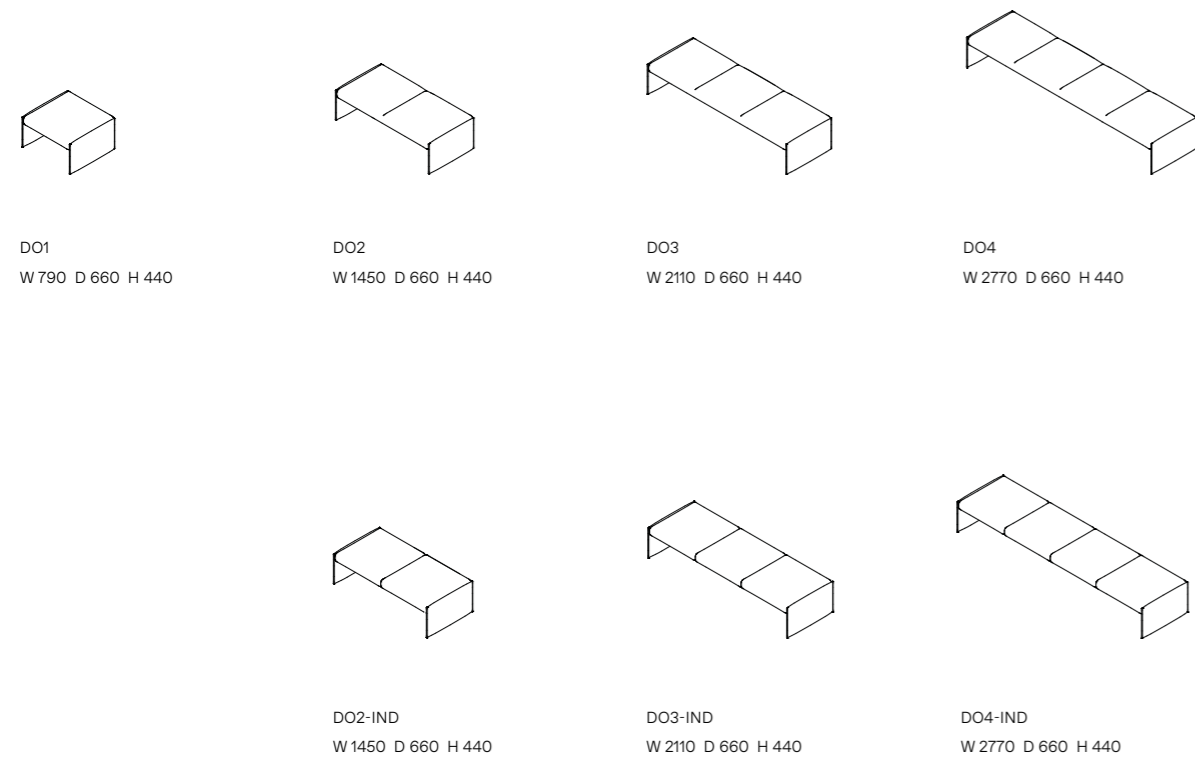 DO1
W 790 D 660 H 440
DO2
W 1450 D 660 H 440
DO3
W 2110 D 660 H 440
DO4
W 2770 D 660 H 440
DO2-IND
W 1450 D 660 H 440
DO3-IND
W 2110 D 660 H 440
DO4-IND
W 2770 D 660 H 440